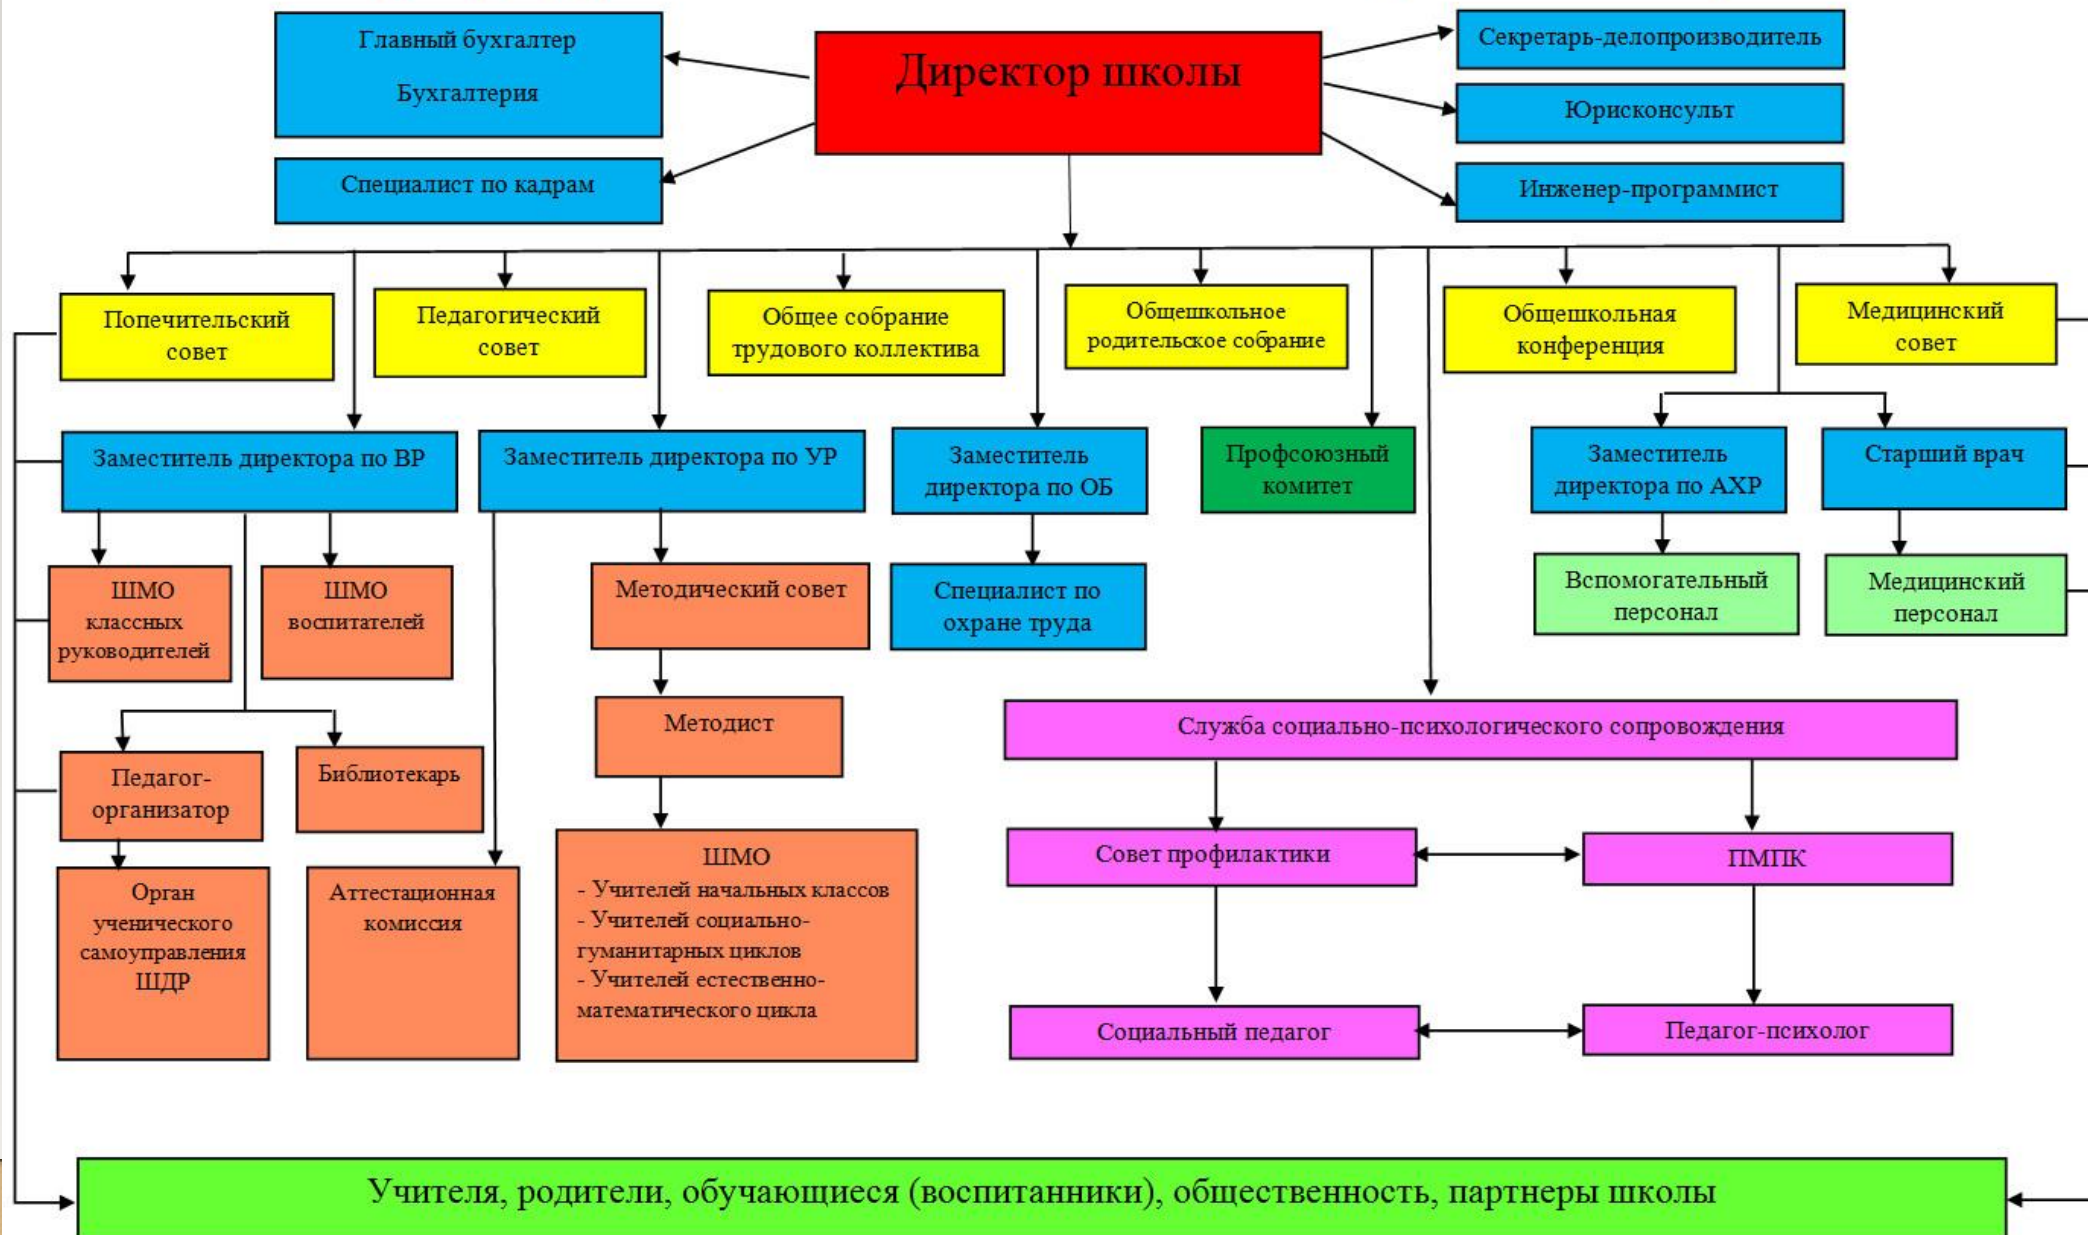 Главный бухгалтер
Бухгалтерия
Специалист по кадрам
Директор школы
Секретарь-делопроизводитель
Юрисконсульт
Инженер-программист
Попечительский
совет
Педагогический
совет
Общее собрание
трудового коллектива
Общешкольное
родительское собрание
Общешкольная
конференция
Медицинский
совет
Заместитель директора по ВР
Заместитель директора по УР
Заместитель
директора по ОБ
Профсоюзный
комитет
Заместитель
директора по АХР
Старший врач
ШМО
классных
руководителей
ШМО
воспитателей
Методический совет
Специалист по
охране труда
Вспомогательный
персонал
Медицинский
персонал
Методист
Служба социально-психологического сопровождения
Педагог-
организатор
Библиотекарь
Орган
ученического
самоуправления
ШДР
Аттестационная
комиссия
ШМО
- Учителей начальных классов
- Учителей социально-
гуманитарных циклов
- Учителей естественно-
математического цикла
Совет профилактики
ПМПК
Социальный педагог
Педагог-психолог
Учителя, родители, обучающиеся (воспитанники), общественность, партнеры школы